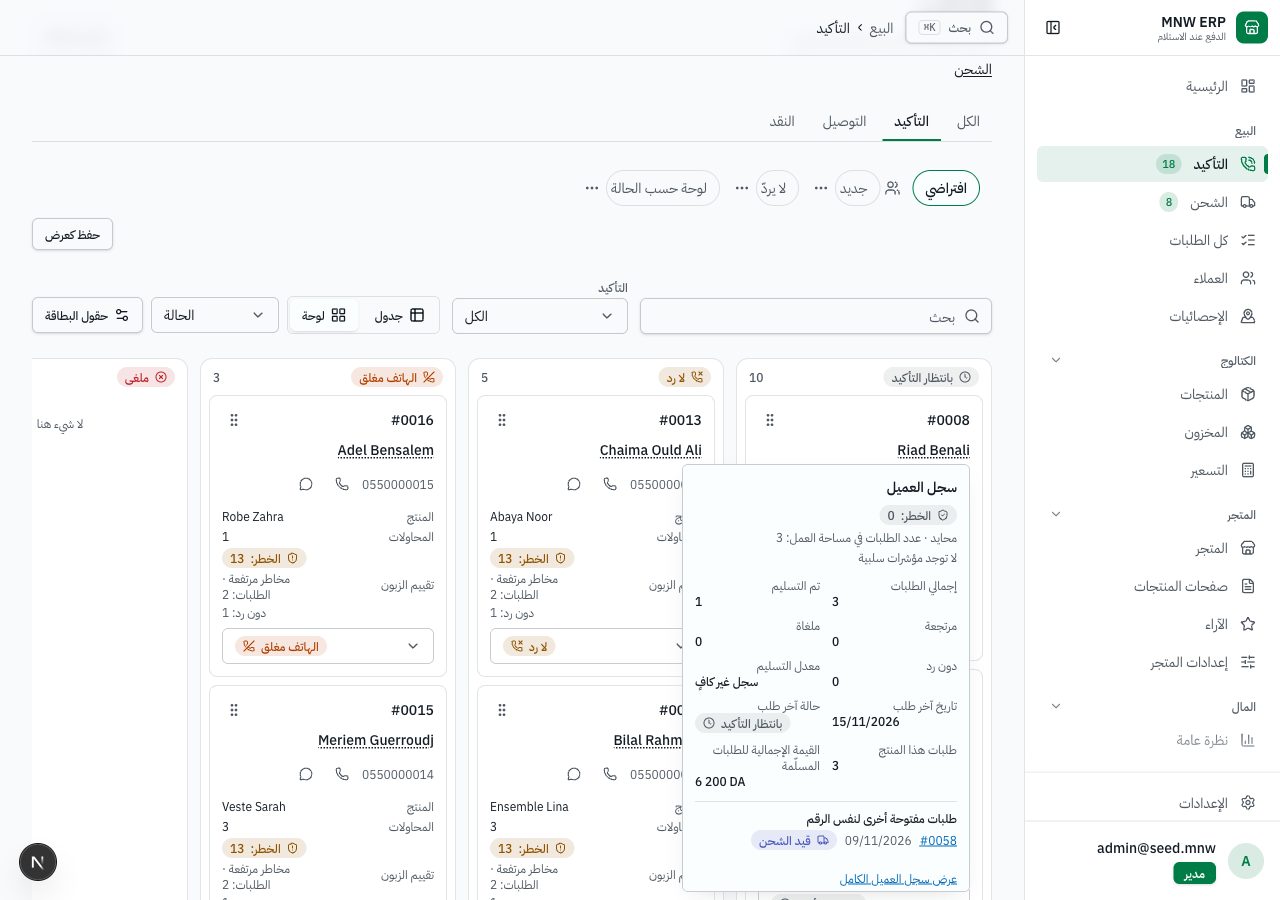 MNW ERP
الدفع عند الاستلام
الرئيسية
البيع
التأكيد 18
الشحن 8
كل الطلبات
العملاء
الإحصائيات
الكتالوج
المنتجات
المخزون
التسعير
المتجر
المتجر
صفحات المنتجات
الآراء
إعدادات المتجر
المال
نظرة عامة
الإعدادات
admin@seed.mnw
مدير
A
بحث ⌘K
البيع › التأكيد
الشحن
الكل التأكيد التوصيل النقد
افتراضي جديد ··· لا يردّ ··· لوحة حسب الحالة ···
حفظ كعرض
التأكيد
بحث
الكل
جدول لوحة
الحالة
حقول البطاقة
بانتظار التأكيد 10
#0008
Riad Benali
سجل العميل
الخطر: 0
محايد · عدد الطلبات في مساحة العمل: 3
لا توجد مؤشرات سلبية
إجمالي الطلبات 3
تم التسليم 1
مرتجعة 0
ملغاة 0
دون رد 0
معدل التسليم سجل غير كافٍ
تاريخ آخر طلب 15/11/2026
حالة آخر طلب بانتظار التأكيد
طلبات هذا المنتج 3
القيمة الإجمالية للطلبات المسلّمة
6 200 DA
طلبات مفتوحة أخرى لنفس الرقم
#0058 09/11/2026 قيد الشحن
عرض سجل العميل الكامل
لا رد 5
#0013
Chaima Ould Ali
Abaya Noor
1
الخطر: 13
مخاطر مرتفعة ·
الطلبات: 2
دون رد: 1
لا رد
Ensemble Lina
3
الخطر: 13
مخاطر مرتفعة ·
الطلبات: 2
الهاتف مغلق 3
#0016
Adel Bensalem
0550000015
المنتج Robe Zahra
المحاولات 1
الخطر: 13
تقييم الزبون مخاطر مرتفعة ·
الطلبات: 2
دون رد: 1
الهاتف مغلق
#0015
Meriem Guerroudj
0550000014
المنتج Veste Sarah
المحاولات 3
الخطر: 13
تقييم الزبون مخاطر مرتفعة ·
الطلبات: 2
ملغى
لا شيء هنا
N